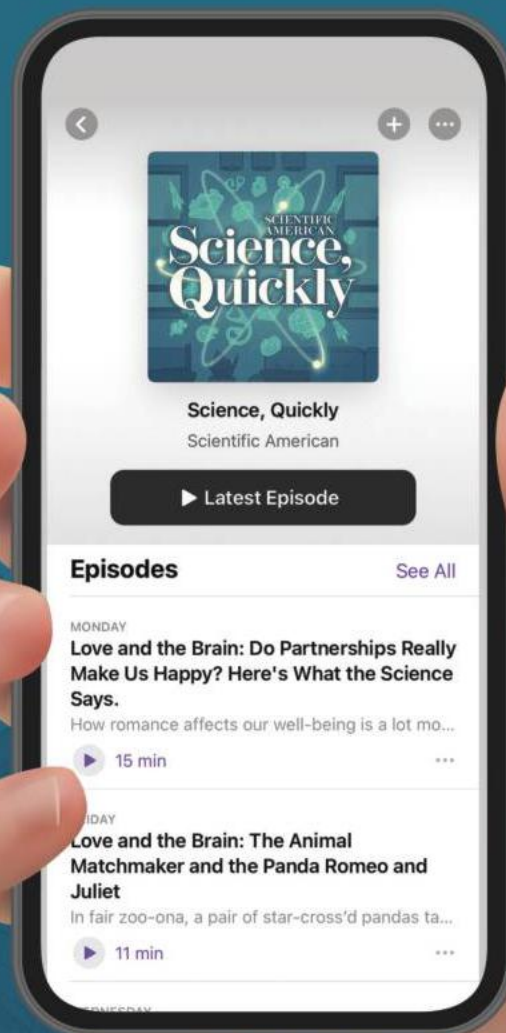 SCIENTIFIC
AMERICAN
Science,
Quickly
Science, Quickly
Scientific American
Latest Episode
Episodes
See All
MONDAY
Love and the Brain: Do Partnerships Really
Make Us Happy? Here's What the Science
Says.
How romance affects our well-being is a lot mo...
15 min
Love and the Brain: The Animal
Matchmaker and the Panda Romeo and
Juliet
In fair zoo-ona, a pair of star-cross'd pandas ta...
11 min